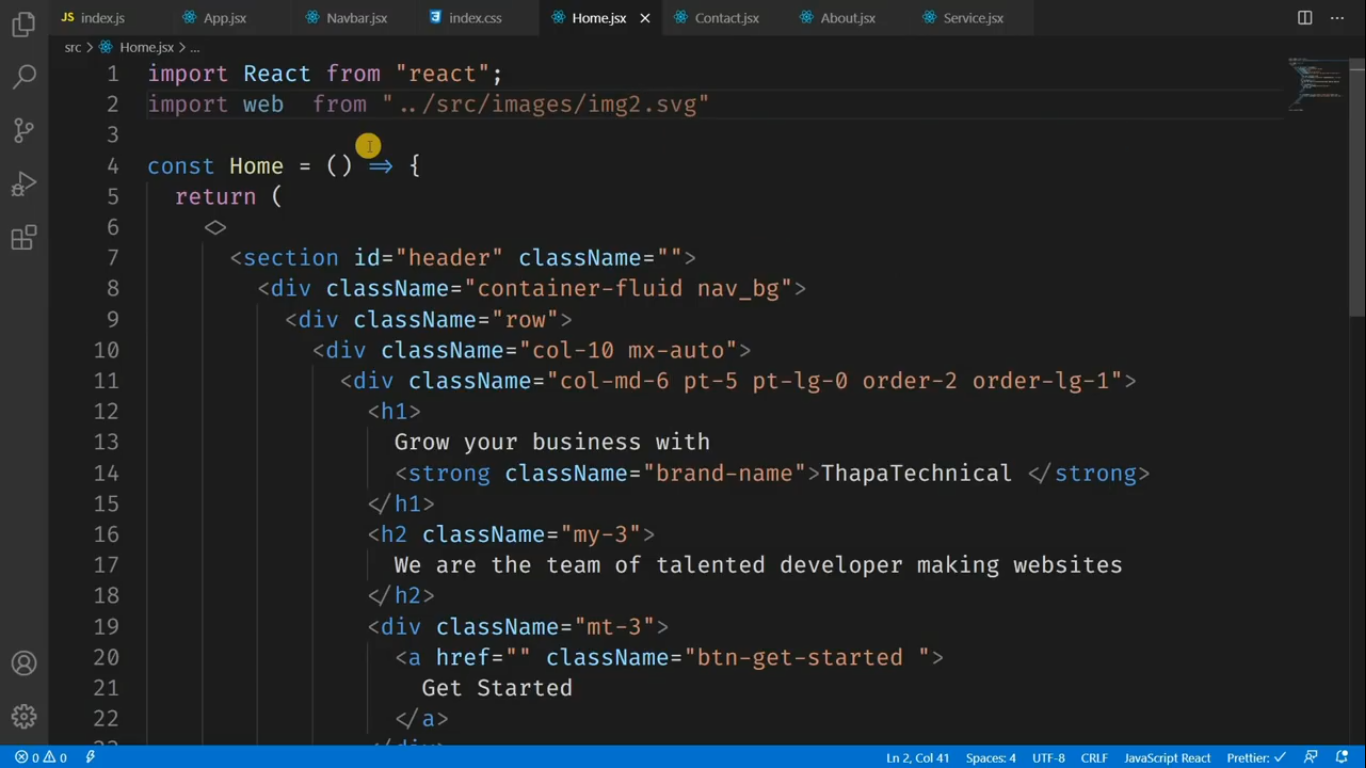 JS index.js App.jsx Navbar.jsx index.css Home.jsx × Contact.jsx About.jsx Service.jsx ...
src > Home.jsx > ...
1 import React from "react";
2 import web  from "../src/images/img2.svg"
3
4 const Home = () => {
5 return (
6 <>
7 <section id="header" className="">
8 <div className="container-fluid nav_bg">
9 <div className="row">
10 <div className="col-10 mx-auto">
11 <div className="col-md-6 pt-5 pt-lg-0 order-2 order-lg-1">
12 <h1>
13 Grow your business with
14 <strong className="brand-name">ThapaTechnical </strong>
15 </h1>
16 <h2 className="my-3">
17 We are the team of talented developer making websites
18 </h2>
19 <div className="mt-3">
20 <a href="" className="btn-get-started ">
21 Get Started
22 </a>
23 </div>
0 0 Ln 2, Col 41 Spaces: 4 UTF-8 CRLF JavaScript React Prettier: ✓